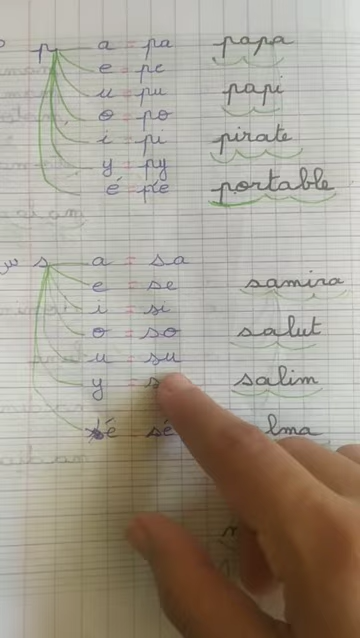 p a = pa papa
e = pe
u = pu papi
o = po
i = pi pirate
y = py
é pé portable
س s a = sa
e = se samira
i = si
o = so salut
u = su
y = s salim
é sé lma